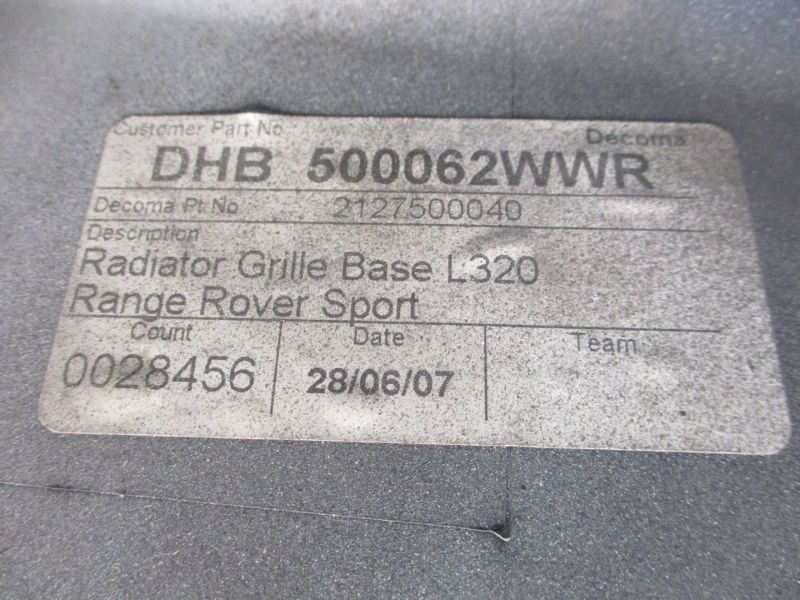 Customer Part No
Decoma
DHB 500062WWR
Decoma Pt No 2127500040
Description
Radiator Grille Base L320
Range Rover Sport
Count Date Team
0028456 28/06/07